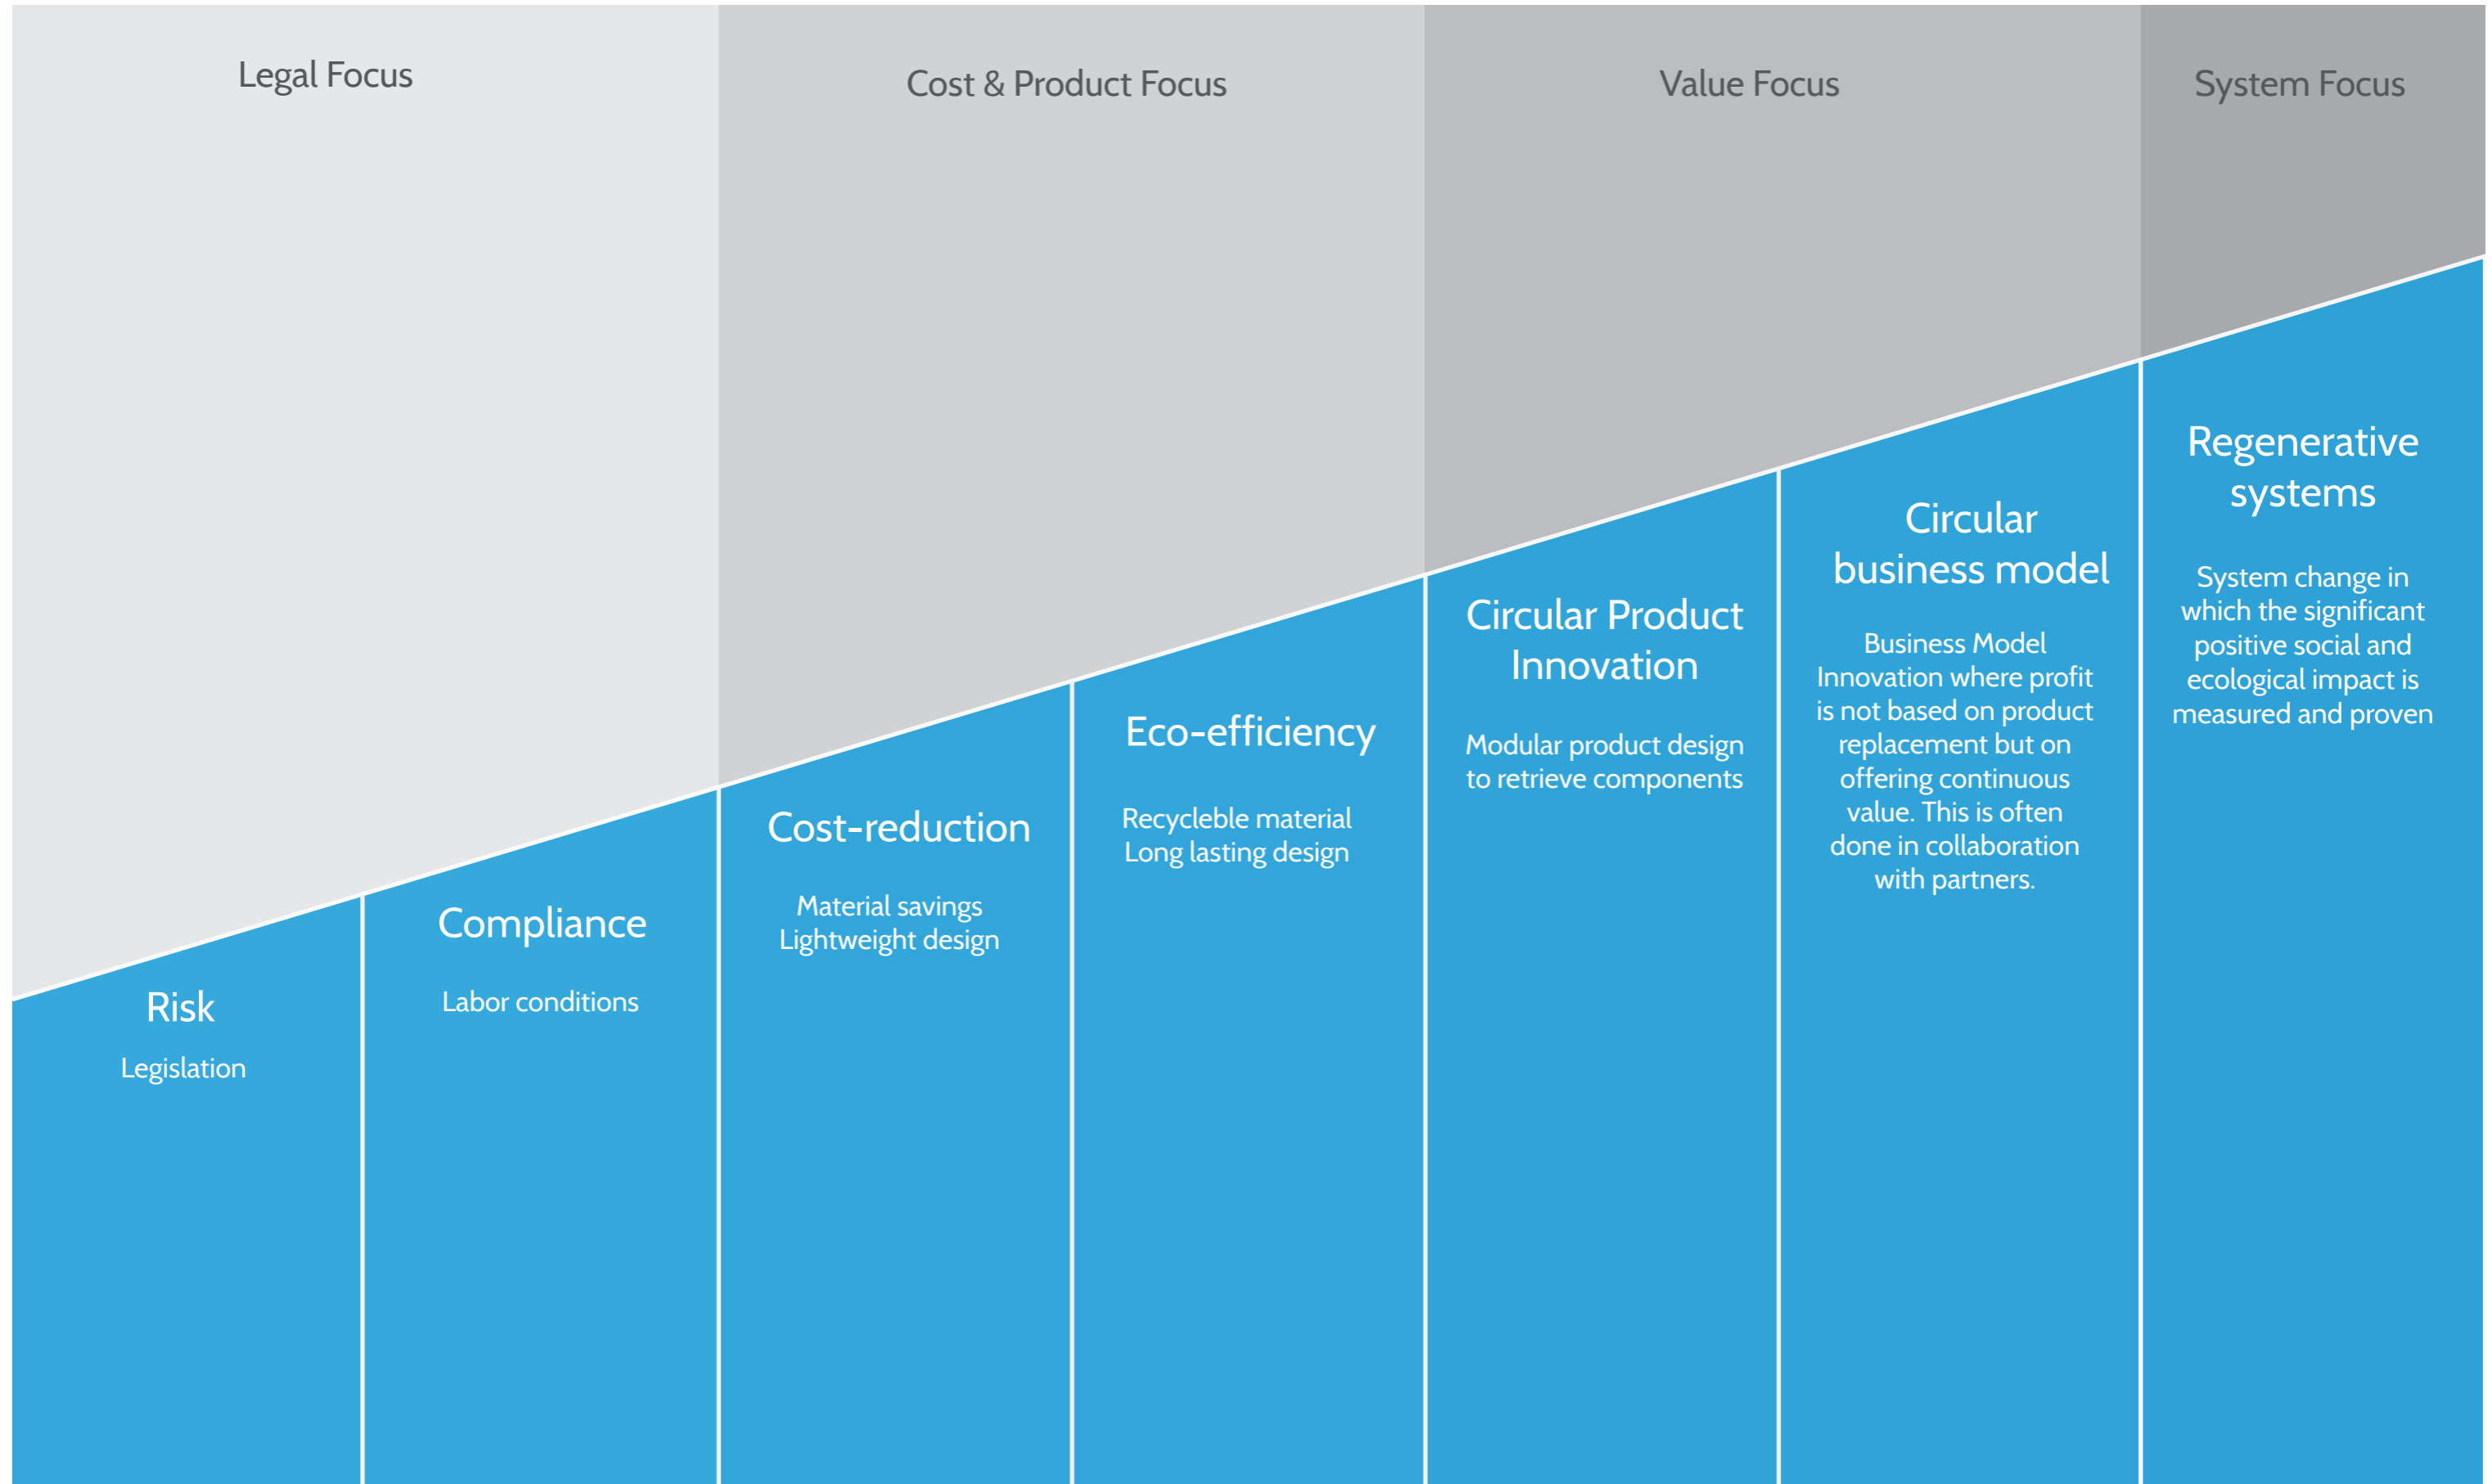 Legal Focus
Cost & Product Focus
Value Focus
System Focus
Risk
Legislation
Compliance
Labor conditions
Cost-reduction
Material savings
Lightweight design
Eco-efficiency
Recycleble material
Long lasting design
Circular Product
Innovation
Modular product design
to retrieve components
Circular
business model
Business Model
Innovation where profit
is not based on product
replacement but on
offering continuous
value. This is often
done in collaboration
with partners.
Regenerative
systems
System change in
which the significant
positive social and
ecological impact is
measured and proven